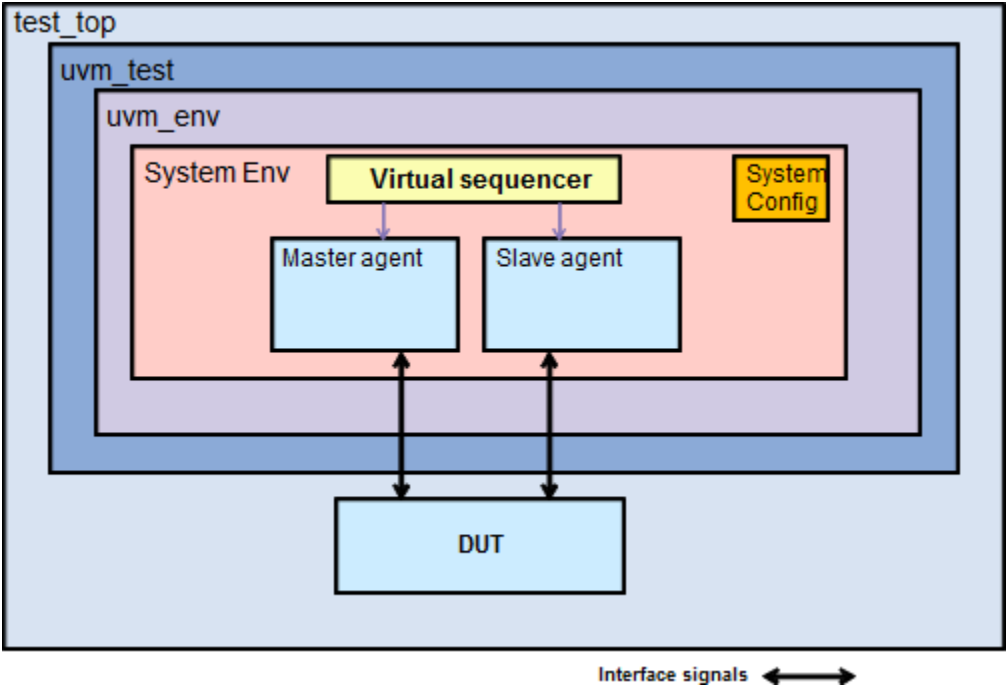 test_top
uvm_test
uvm_env
System Env
Virtual sequencer
System
Config
Master agent
Slave agent
DUT
Interface signals